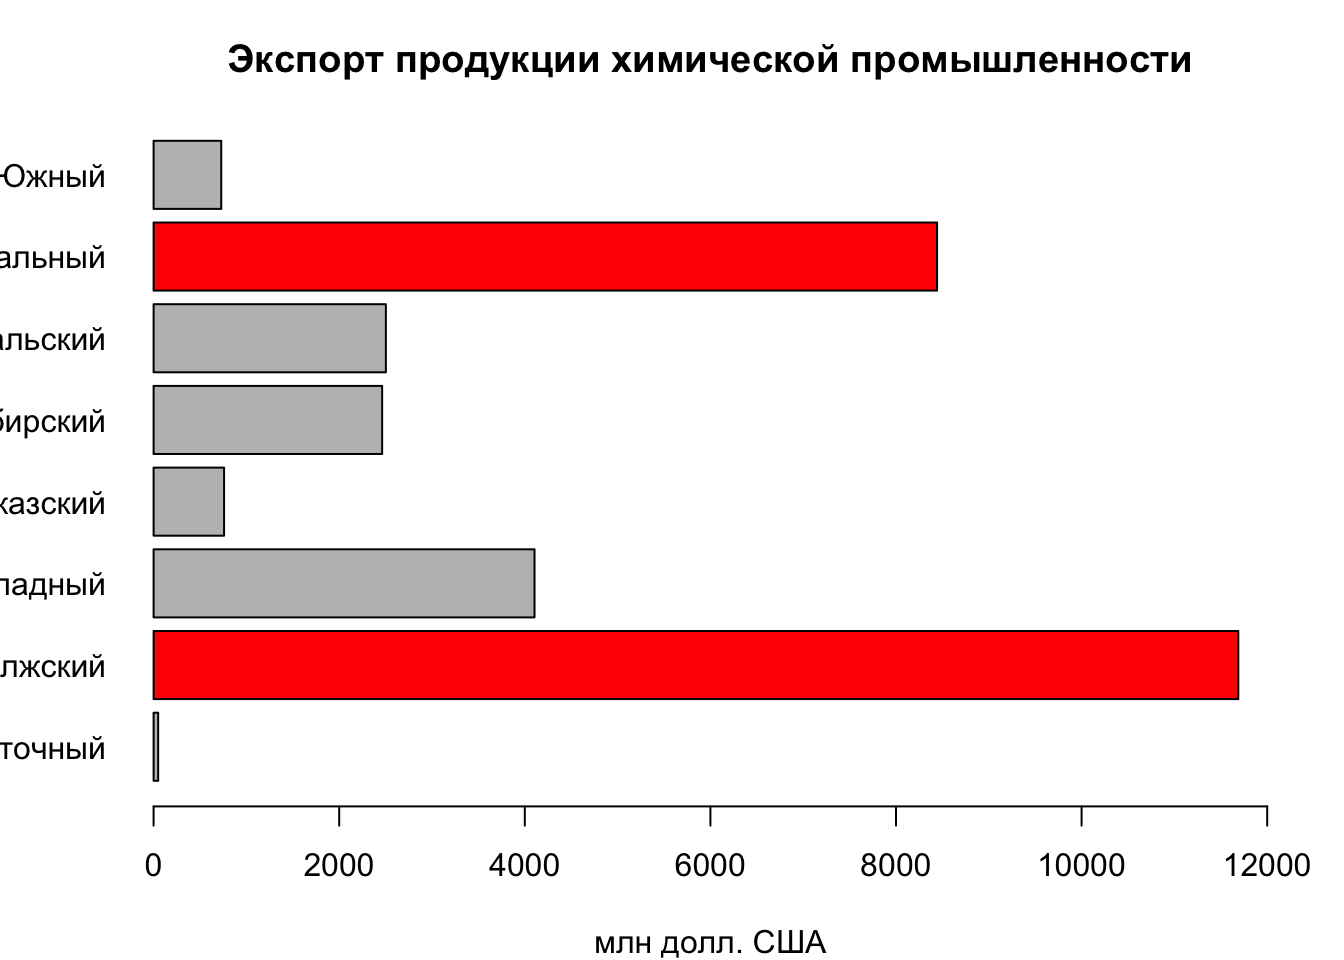 Экспорт продукции химической промышленности
Южный
альный
альский
бирский
казский
падный
лжский
точный
0 2000 4000 6000 8000 10000 12000
млн долл. США